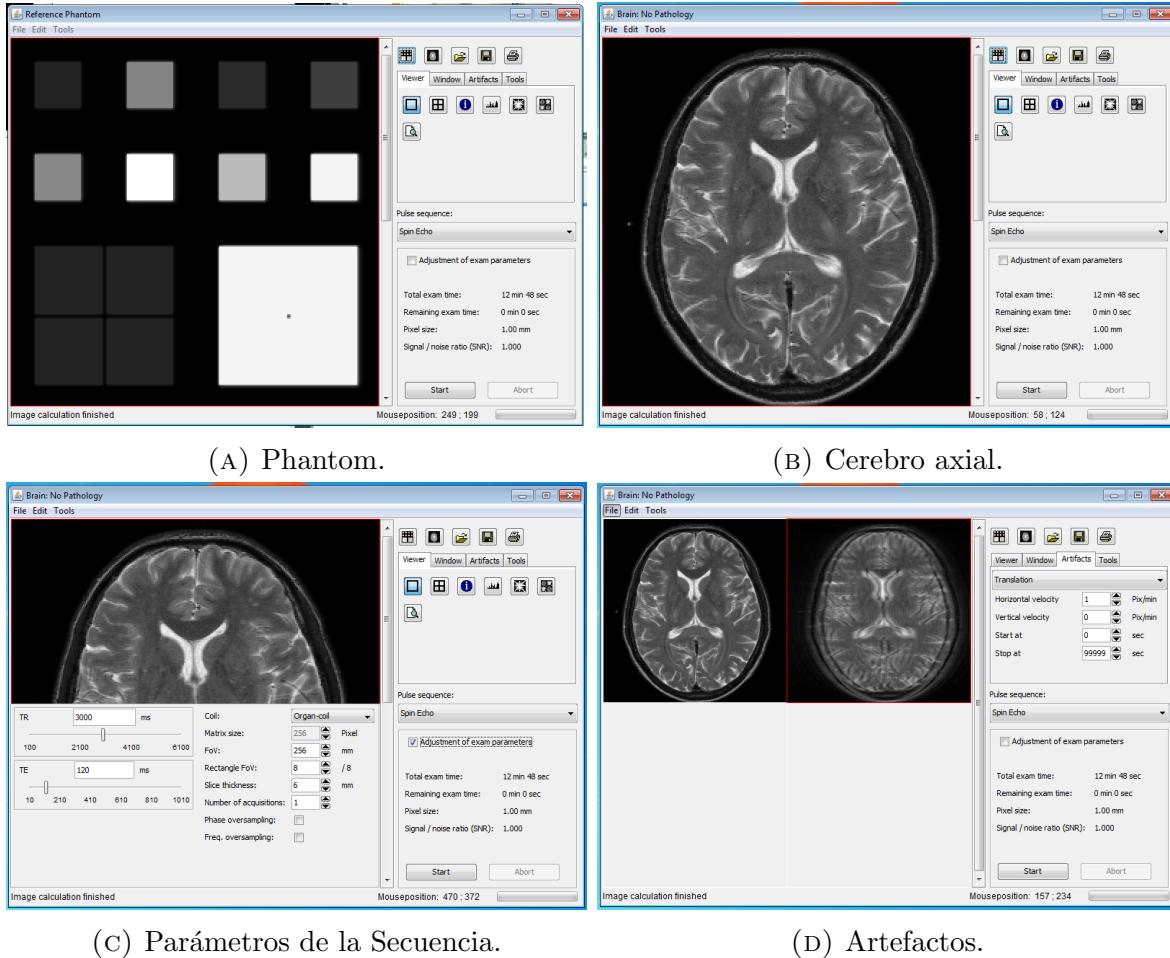 Reference Phantom
File Edit Tools
Viewer Window Artifacts Tools
Pulse sequence:
Spin Echo
Adjustment of exam parameters
Total exam time: 12 min 48 sec
Remaining exam time: 0 min 0 sec
Pixel size: 1.00 mm
Signal / noise ratio (SNR): 1.000
Start Abort
Image calculation finished Mouseposition: 249 ; 199
(A) Phantom.
Brain: No Pathology
File Edit Tools
Viewer Window Artifacts Tools
Pulse sequence:
Spin Echo
Adjustment of exam parameters
Total exam time: 12 min 48 sec
Remaining exam time: 0 min 0 sec
Pixel size: 1.00 mm
Signal / noise ratio (SNR): 1.000
Start Abort
Image calculation finished Mouseposition: 58 ; 124
(B) Cerebro axial.
Brain: No Pathology
File Edit Tools
Viewer Window Artifacts Tools
Pulse sequence:
Spin Echo
Adjustment of exam parameters
Total exam time: 12 min 48 sec
Remaining exam time: 0 min 0 sec
Pixel size: 1.00 mm
Signal / noise ratio (SNR): 1.000
Start Abort
TR 3000 ms
100 2100 4100 6100
TE 120 ms
10 210 410 610 810 1010
Coil: Organ-coil
Matrix size: 256 Pixel
FoV: 256 mm
Rectangle FoV: 8 / 8
Slice thickness: 6 mm
Number of acquisitions: 1
Phase oversampling:
Freq. oversampling:
Image calculation finished Mouseposition: 470 ; 372
(C) Parámetros de la Secuencia.
Brain: No Pathology
File Edit Tools
Viewer Window Artifacts Tools
Translation
Horizontal velocity 1 Pix/min
Vertical velocity 0 Pix/min
Start at 0 sec
Stop at 99999 sec
Pulse sequence:
Spin Echo
Adjustment of exam parameters
Total exam time: 12 min 48 sec
Remaining exam time: 0 min 0 sec
Pixel size: 1.00 mm
Signal / noise ratio (SNR): 1.000
Start Abort
Image calculation finished Mouseposition: 157 ; 234
(D) Artefactos.